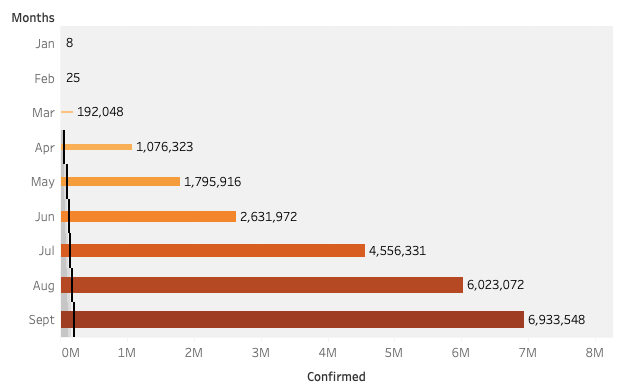 Months
Jan 8
Feb 25
Mar 192,048
Apr 1,076,323
May 1,795,916
Jun 2,631,972
Jul 4,556,331
Aug 6,023,072
Sept 6,933,548
0M 1M 2M 3M 4M 5M 6M 7M 8M
Confirmed